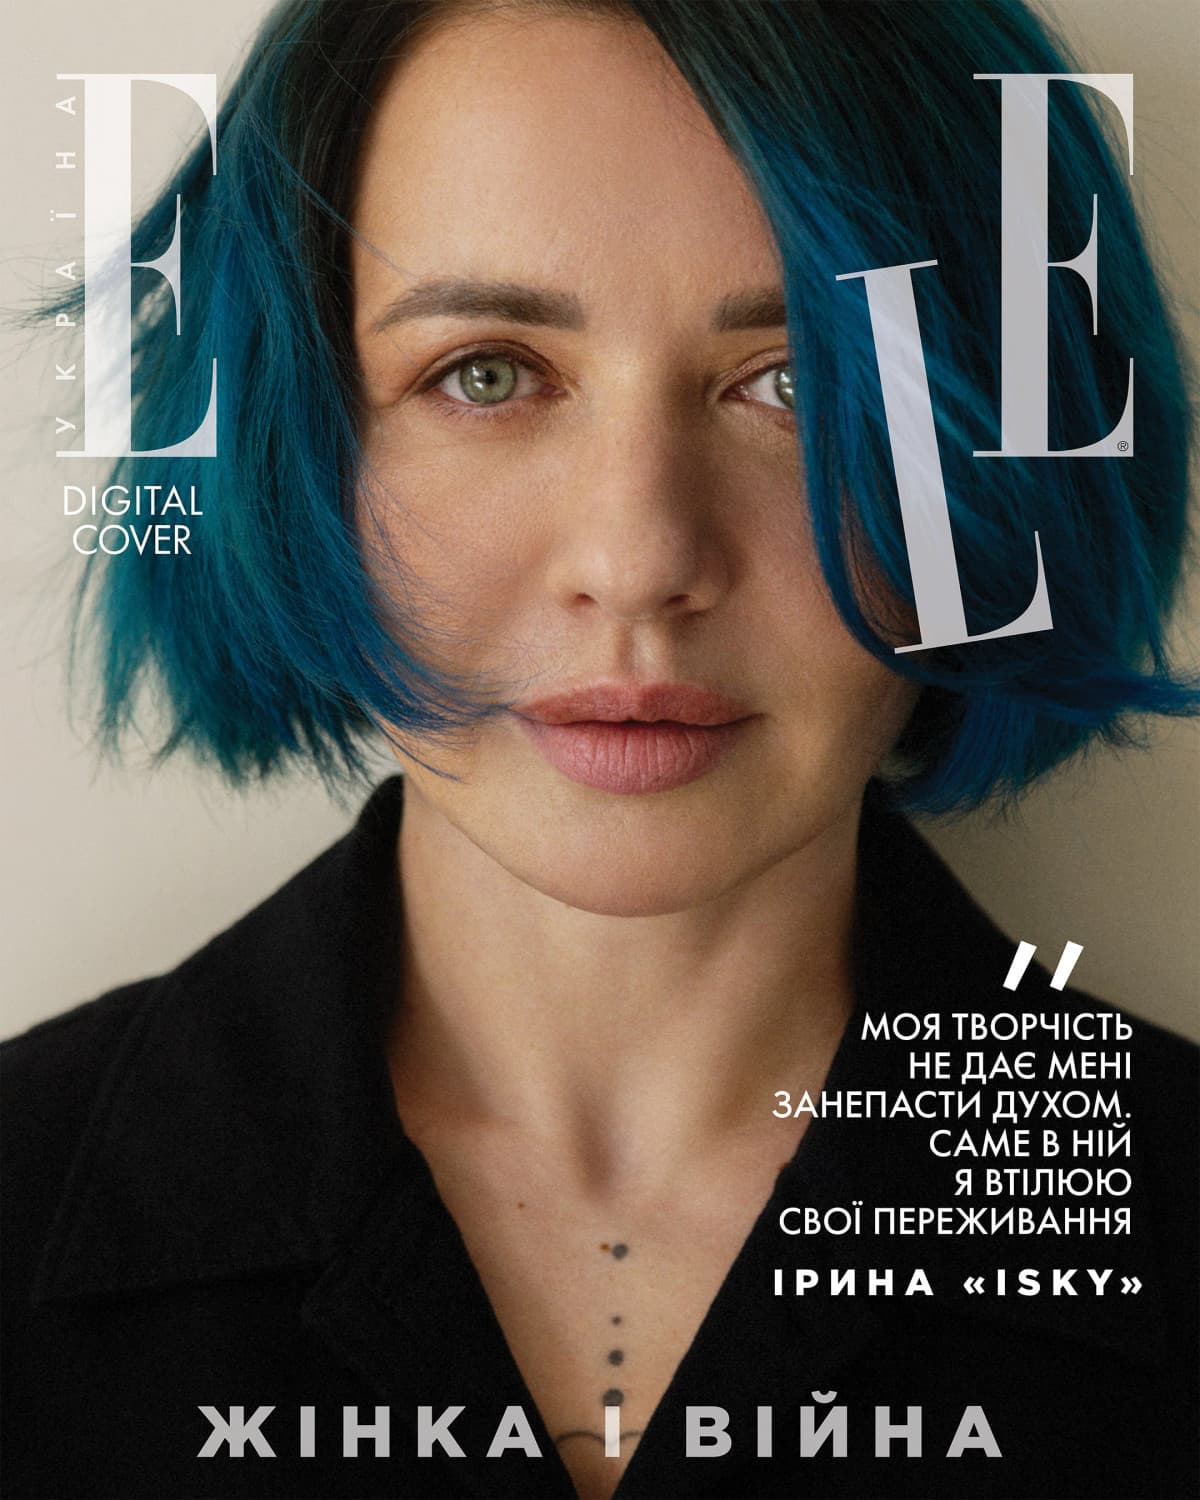 ELLE
УКРАЇНА
®
DIGITAL
COVER
"
МОЯ ТВОРЧІСТЬ
НЕ ДАЄ МЕНІ
ЗАНЕПАСТИ ДУХОМ.
САМЕ В НІЙ
Я ВТІЛЮЮ
СВОЇ ПЕРЕЖИВАННЯ
ІРИНА «ISKY»
ЖІНКА І ВІЙНА